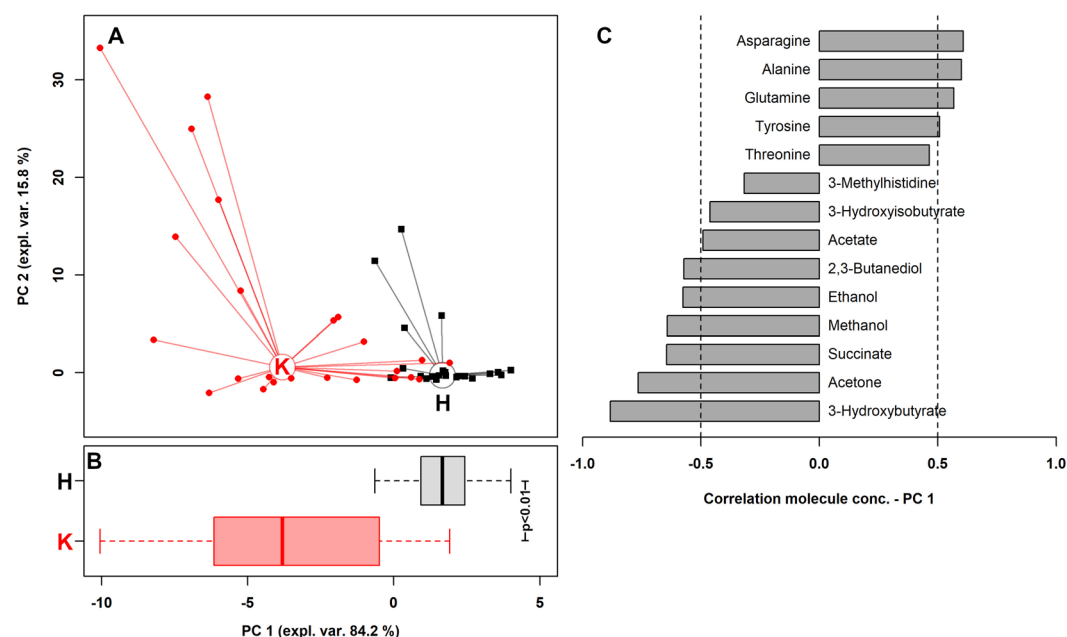 A
PC 2 (expl. var. 15.8 %)
30
20
10
0
K
H
B
H
K
p<0.01
-10
-5
0
5
PC 1 (expl. var. 84.2 %)
C
Asparagine
Alanine
Glutamine
Tyrosine
Threonine
3-Methylhistidine
3-Hydroxyisobutyrate
Acetate
2,3-Butanediol
Ethanol
Methanol
Succinate
Acetone
3-Hydroxybutyrate
-1.0
-0.5
0.0
0.5
1.0
Correlation molecule conc. - PC 1